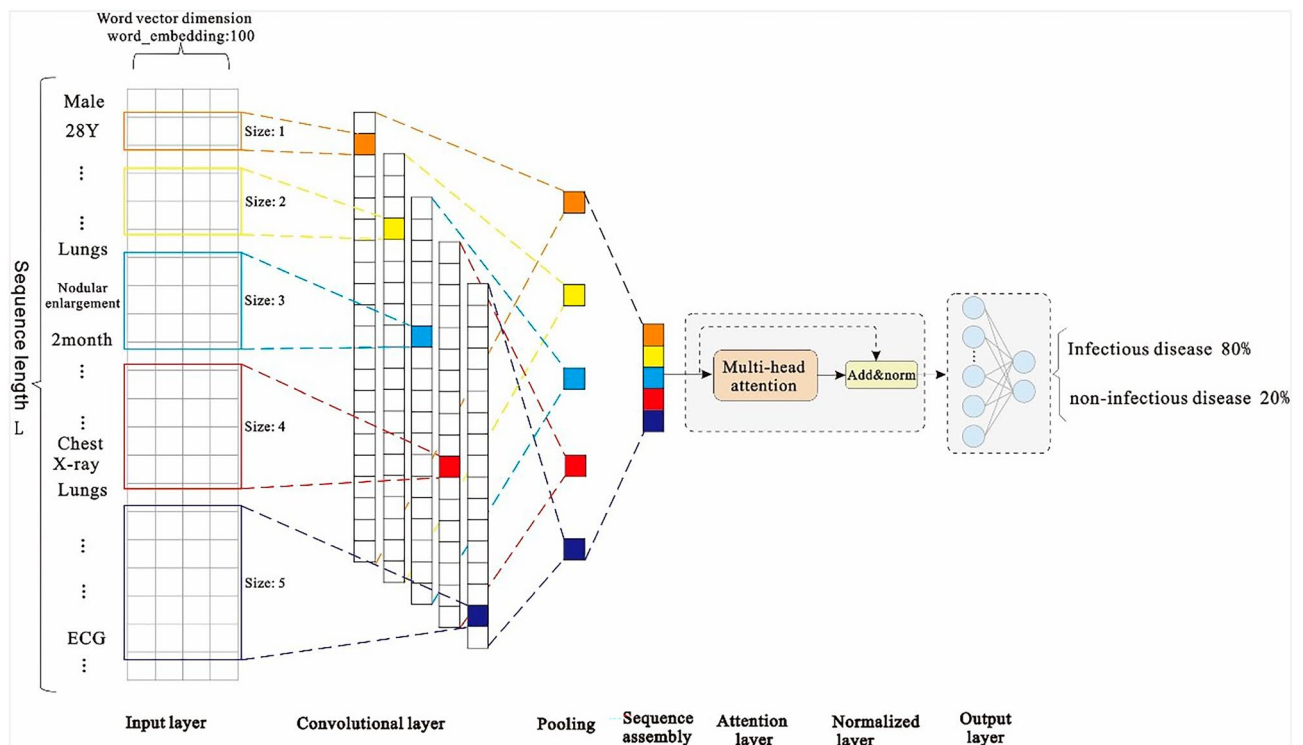 Word vector dimension
word_embedding:100
Sequence length L
Male
28Y
⋮
⋮
Lungs
Nodular
enlargement
2month
⋮
⋮
Chest
X-ray
Lungs
⋮
⋮
ECG
⋮
Size: 1
Size: 2
Size: 3
Size: 4
Size: 5
Multi-head
attention
Add&norm
Infectious disease 80%
non-infectious disease 20%
Input layer
Convolutional layer
Pooling
Sequence
assembly
Attention
layer
Normalized
layer
Output
layer